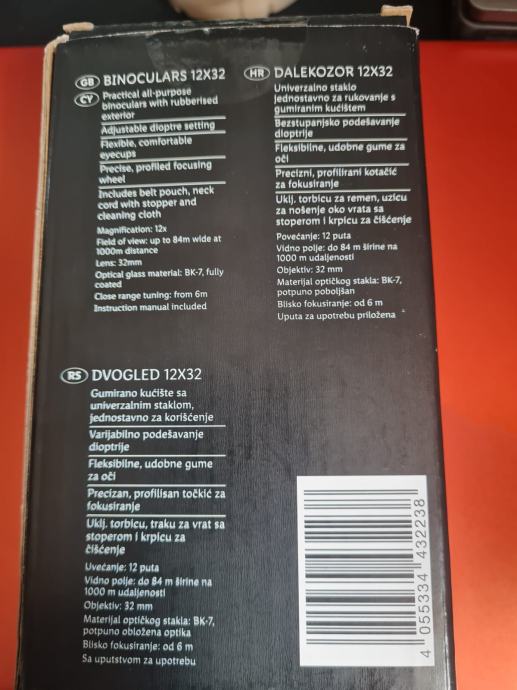 GB BINOCULARS 12X32
CY Practical all-purpose
binoculars with rubberised
exterior
Adjustable dioptre setting
Flexible, comfortable
eyecups
Precise, profiled focusing
wheel
Includes belt pouch, neck
cord with stopper and
cleaning cloth
Magnification: 12x
Field of view: up to 84m wide at
1000m distance
Lens: 32mm
Optical glass material: BK-7, fully
coated
Close range tuning: from 6m
Instruction manual included
HR DALEKOZOR 12X32
Univerzalno staklo
jednostavno za rukovanje s
gumiranim kućištem
Bezstupanjsko podešavanje
dioptrije
Fleksibilne, udobne gume za
oči
Precizni, profilirani kotačić
za fokusiranje
Uklj. torbicu za remen, uzicu
za nošenje oko vrata sa
stoperom i krpicu za čišćenje
Povećanje: 12 puta
Vidno polje: do 84 m širine na
1000 m udaljenosti
Objektiv: 32 mm
Materijal optičkog stakla: BK-7,
potpuno poboljšan
Blisko fokusiranje: od 6 m
Uputa za upotrebu priložena
RS DVOGLED 12X32
Gumirano kućište sa
univerzalnim staklom,
jednostavno za korišćenje
Varijabilno podešavanje
dioptrije
Fleksibilne, udobne gume
za oči
Precizan, profilisan točkić za
fokusiranje
Uklj. torbicu, traku za vrat sa
stoperom i krpicu za
čišćenje
Uvećanje: 12 puta
Vidno polje: do 84 m širine na
1000 m udaljenosti
Objektiv: 32 mm
Materijal optičkog stakla: BK-7,
potpuno obložena optika
Blisko fokusiranje: od 6 m
Sa uputstvom za upotrebu
4 055334 432238